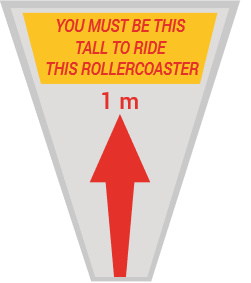 YOU MUST BE THIS
TALL TO RIDE
THIS ROLLERCOASTER
1 m